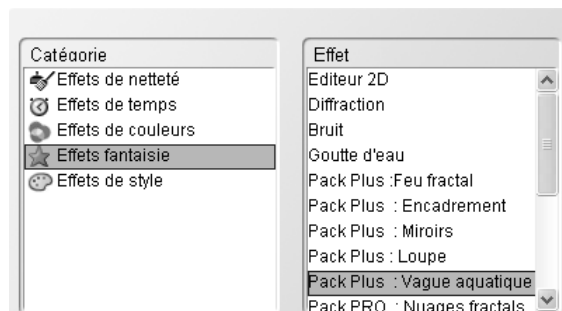 Catégorie
Effets de netteté
Effets de temps
Effets de couleurs
Effets fantaisie
Effets de style
Effet
Editeur 2D
Diffraction
Bruit
Goutte d'eau
Pack Plus :Feu fractal
Pack Plus : Encadrement
Pack Plus : Miroirs
Pack Plus : Loupe
Pack Plus : Vague aquatique
Pack PRO : Nuages fractals